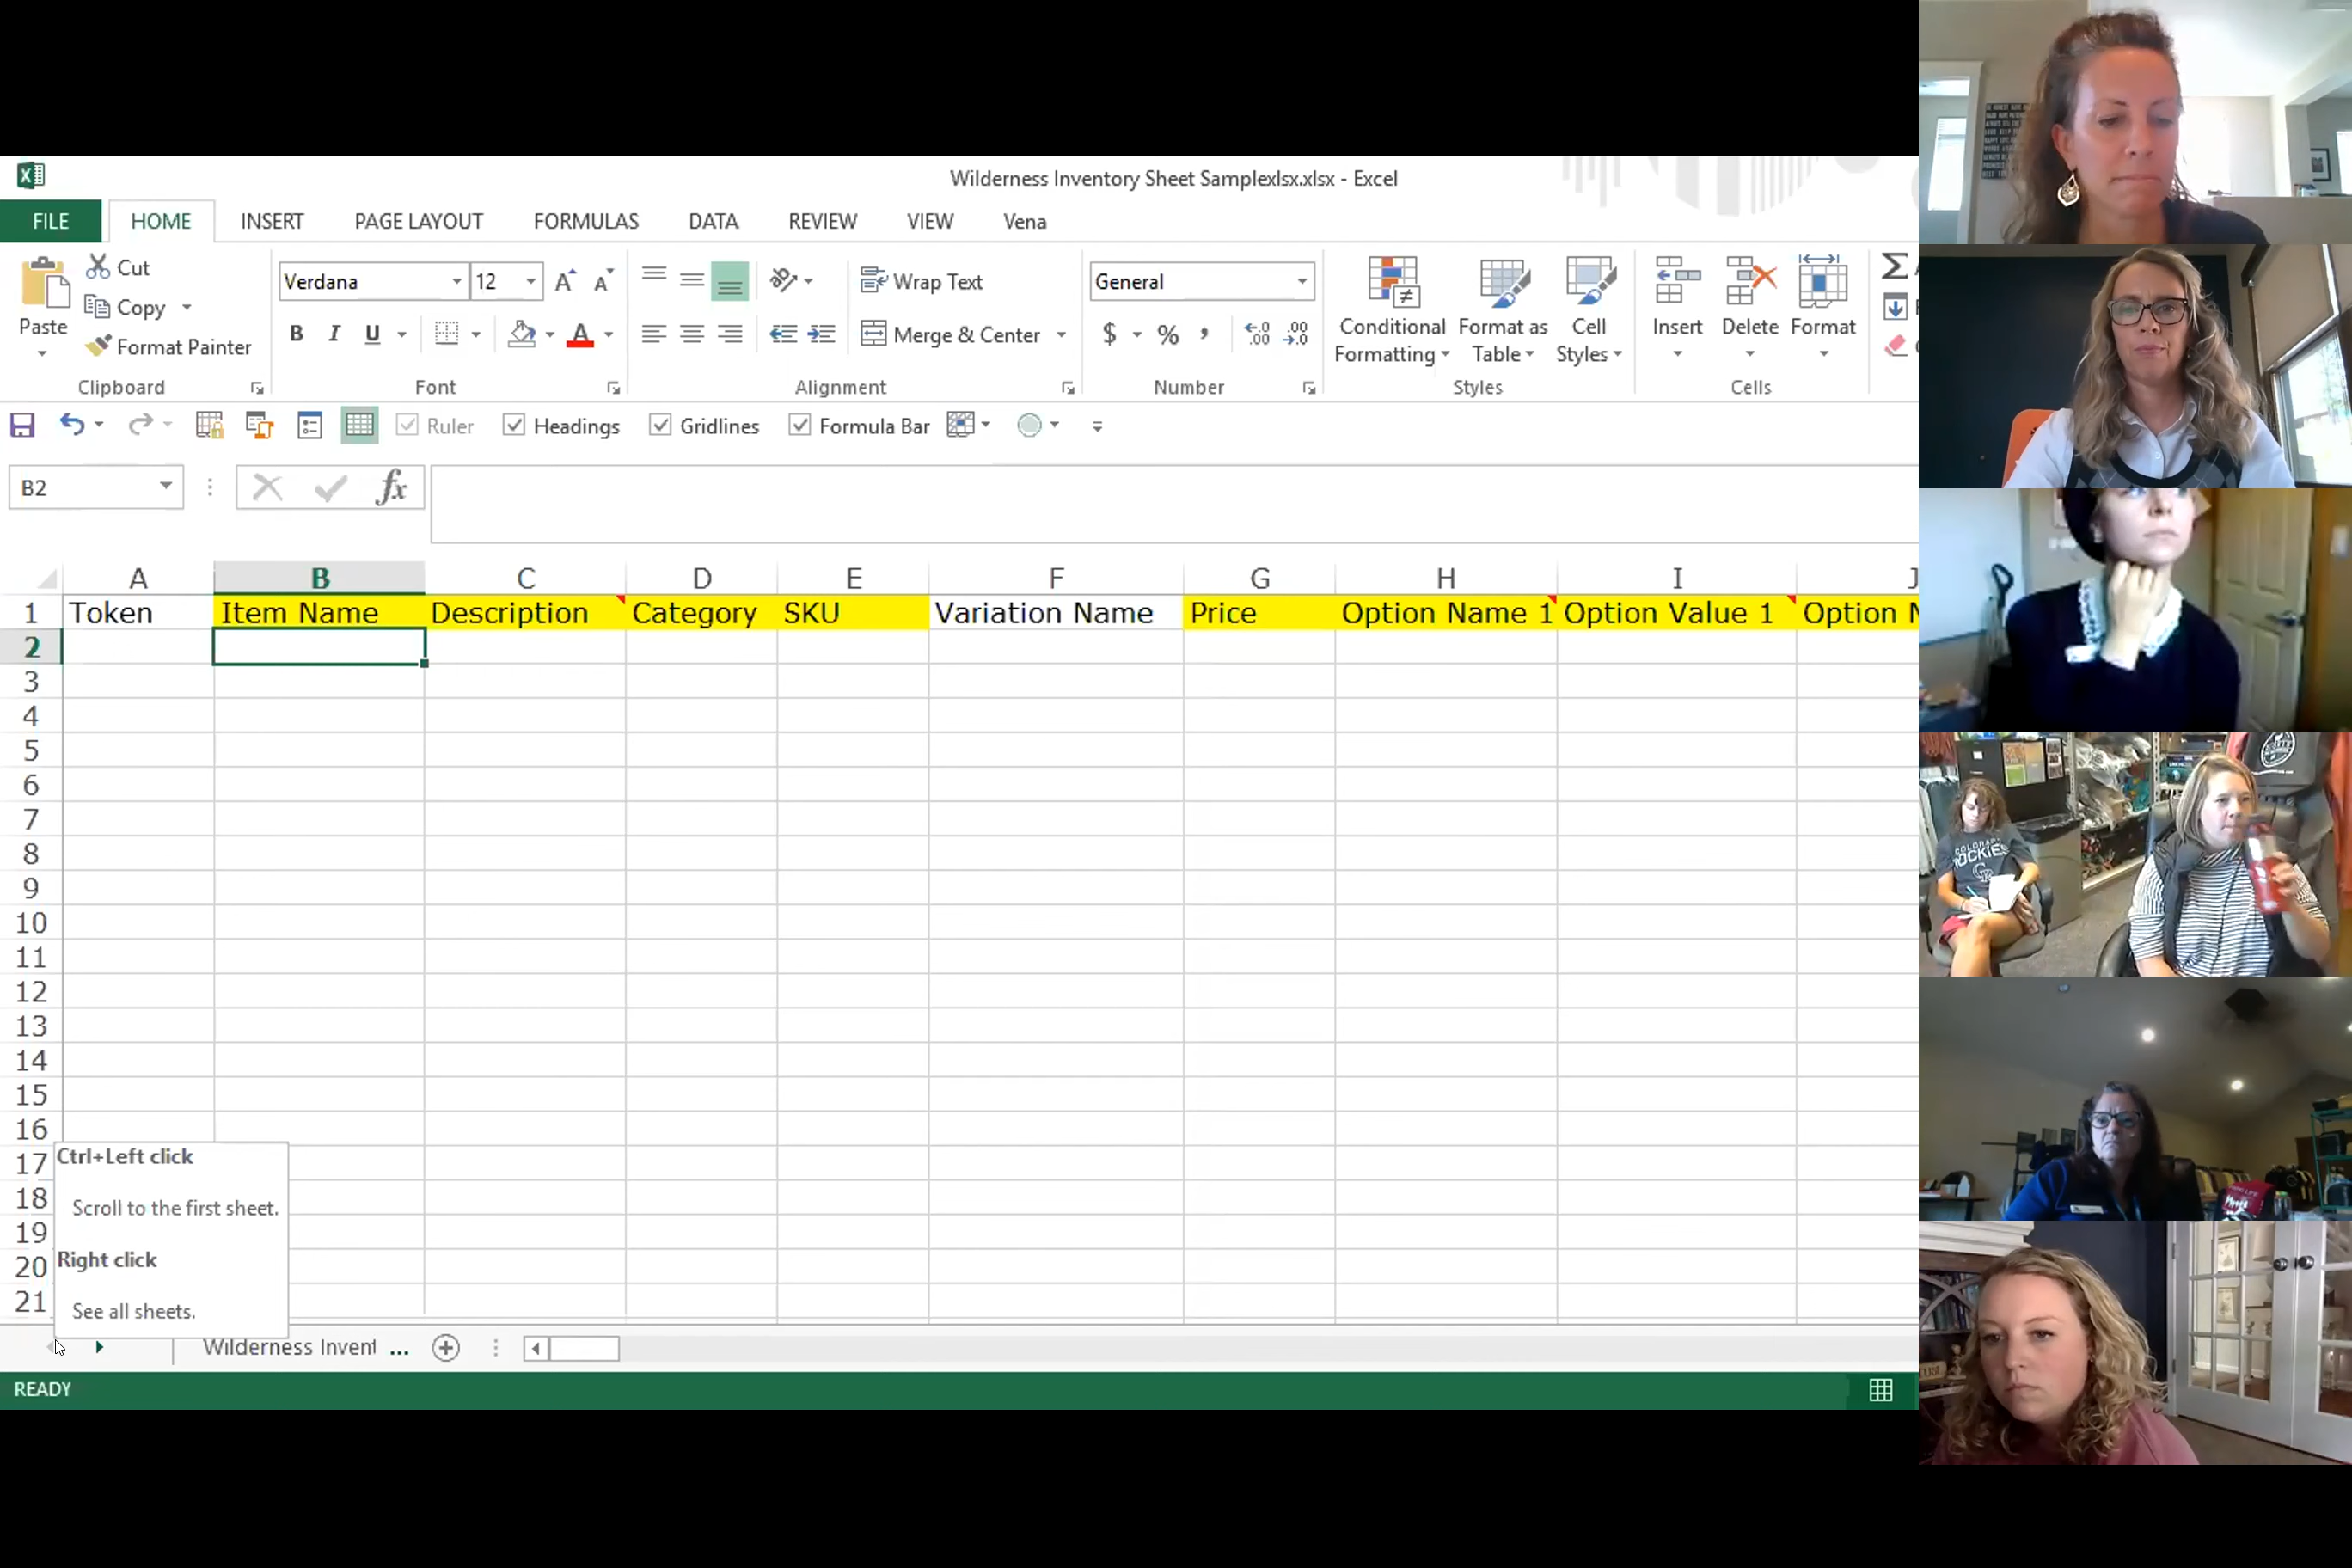 Wilderness Inventory Sheet Samplexlsx.xlsx - Excel
FILE HOME INSERT PAGE LAYOUT FORMULAS DATA REVIEW VIEW Vena
Paste
Cut
Copy
Format Painter
Clipboard
Verdana 12
B I U
Font
Wrap Text
Merge & Center
Alignment
General
$ %
Number
Conditional Formatting
Format as Table
Cell Styles
Styles
Insert
Delete
Format
Cells
Ruler Headings Gridlines Formula Bar
B2
fx
A B C D E F G H I J
1 Token Item Name Description Category SKU Variation Name Price Option Name 1 Option Value 1 Option N
2
3
4
5
6
7
8
9
10
11
12
13
14
15
16
17
18
19
20
21
Ctrl+Left click
Scroll to the first sheet.
Right click
See all sheets.
Wilderness Invent ...
READY
COLORADO
ROCKIES
CR